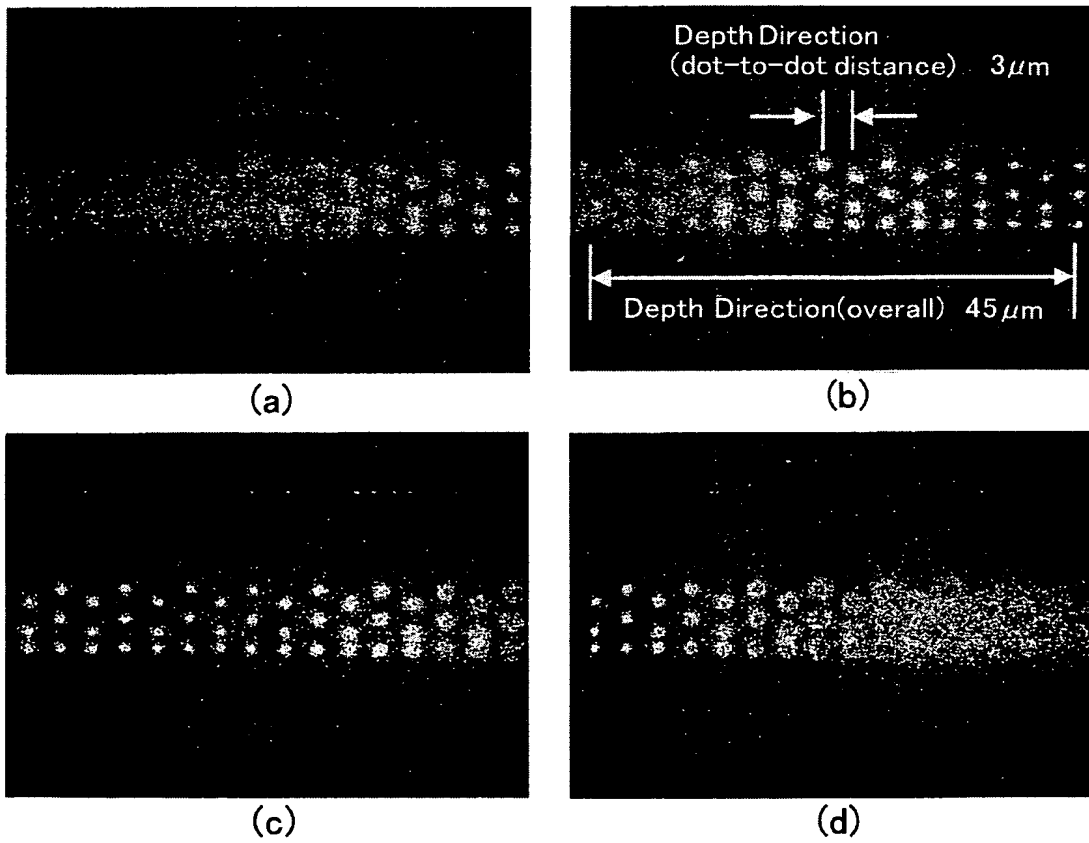 Depth Direction
(dot-to-dot distance) 3μm
Depth Direction(overall) 45μm
(a)
(b)
(c)
(d)